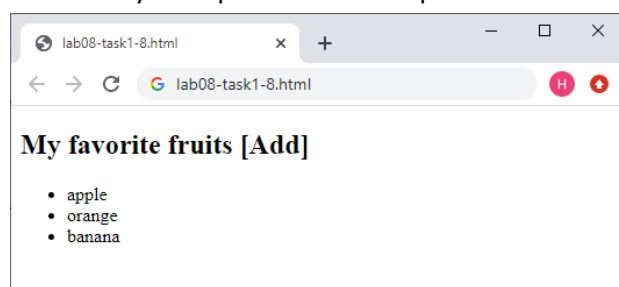 lab08-task1-8.html
lab08-task1-8.html
H
My favorite fruits [Add]
apple
orange
banana